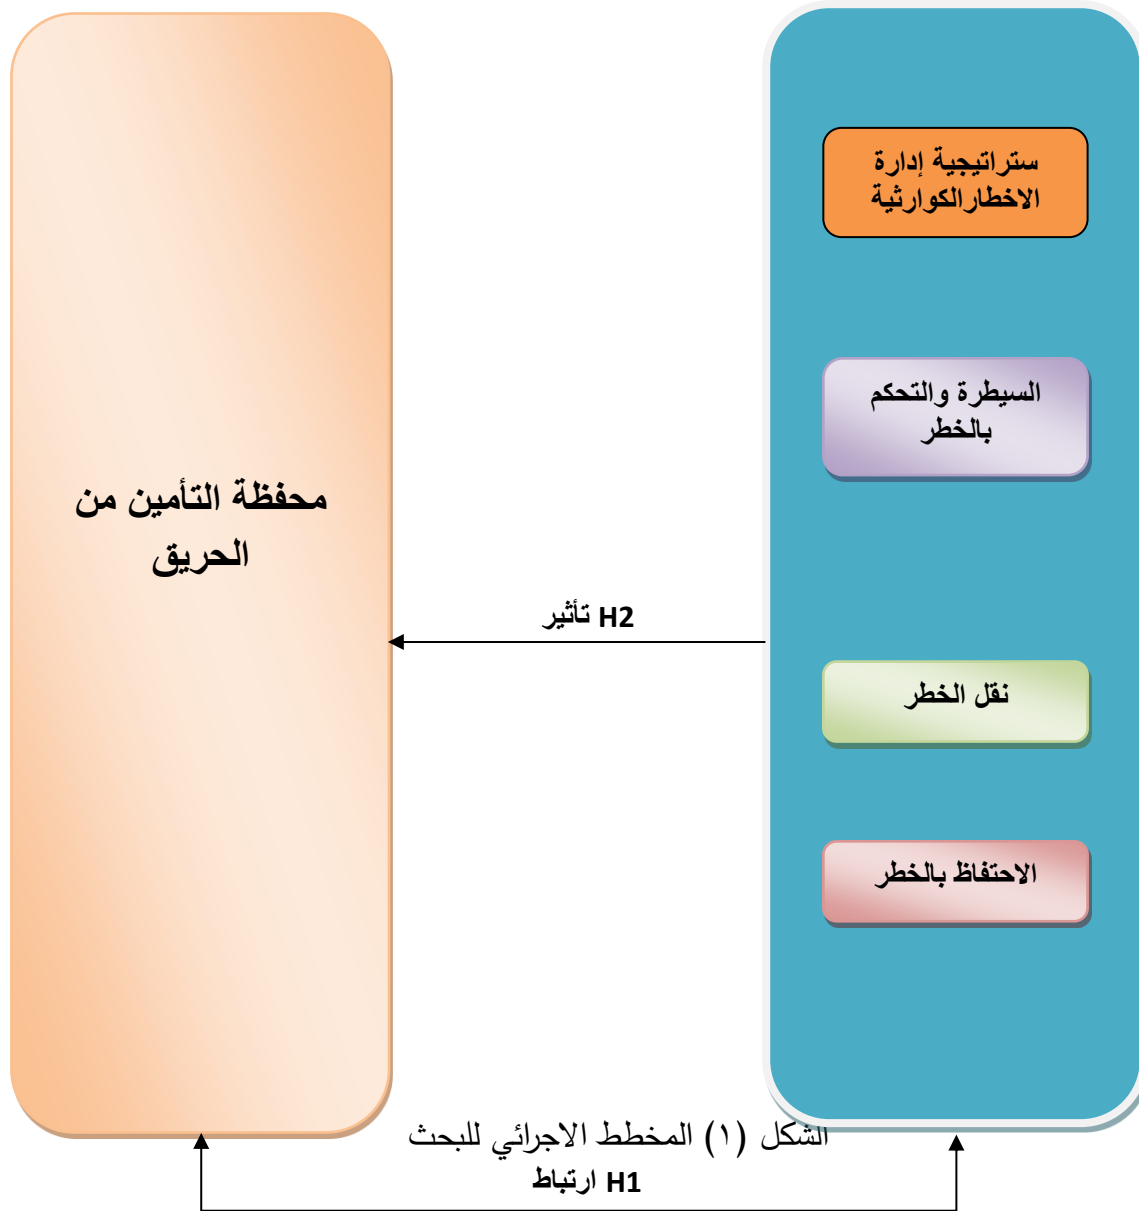 ستراتيجية إدارة
الاخطارالكوارثية
السيطرة والتحكم
بالخطر
محفظة التأمين من
الحريق
H2 تأثير
نقل الخطر
الاحتفاظ بالخطر
الشكل (١) المخطط الاجرائي للبحث
H1 ارتباط